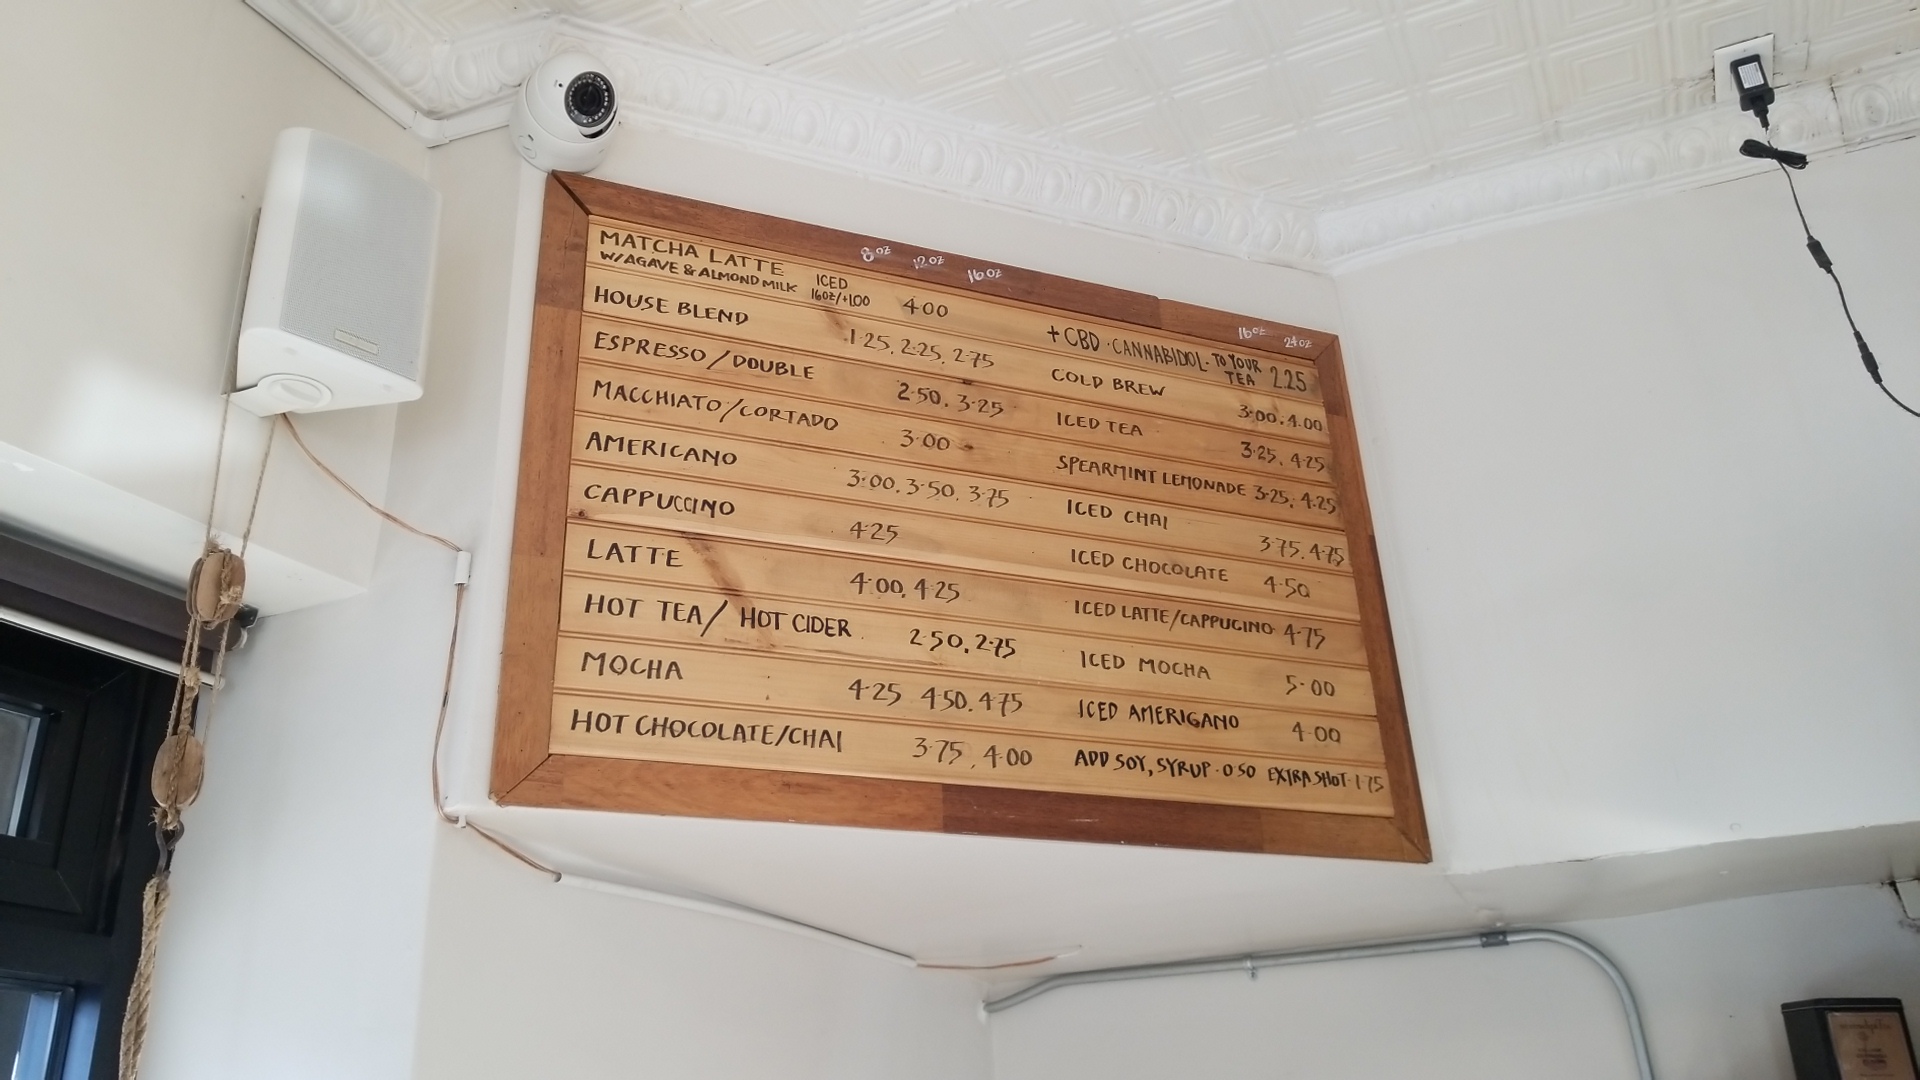 8oz 12oz 16oz
MATCHA LATTE
W/AGAVE & ALMOND MILK ICED 16OZ/+1.00 4.00
HOUSE BLEND 1.25, 2.25, 2.75
ESPRESSO/DOUBLE 2.50, 3.25
MACCHIATO/CORTADO 3.00
AMERICANO 3.00, 3.50, 3.75
CAPPUCCINO 4.25
LATTE 4.00, 4.25
HOT TEA/ HOT CIDER 2.50, 2.75
MOCHA 4.25 4.50, 4.75
HOT CHOCOLATE/CHAI 3.75, 4.00
16oz 24oz
+ CBD · CANNABIDOL - TO YOUR TEA 2.25
COLD BREW 3.00, 4.00
ICED TEA 3.25, 4.25
SPEARMINT LEMONADE 3.25, 4.25
ICED CHAI 3.75, 4.75
ICED CHOCOLATE 4.50
ICED LATTE/CAPPUCINO 4.75
ICED MOCHA 5.00
ICED AMERICANO 4.00
ADD SOY, SYRUP .0 50 EXTRA SHOT 1.75